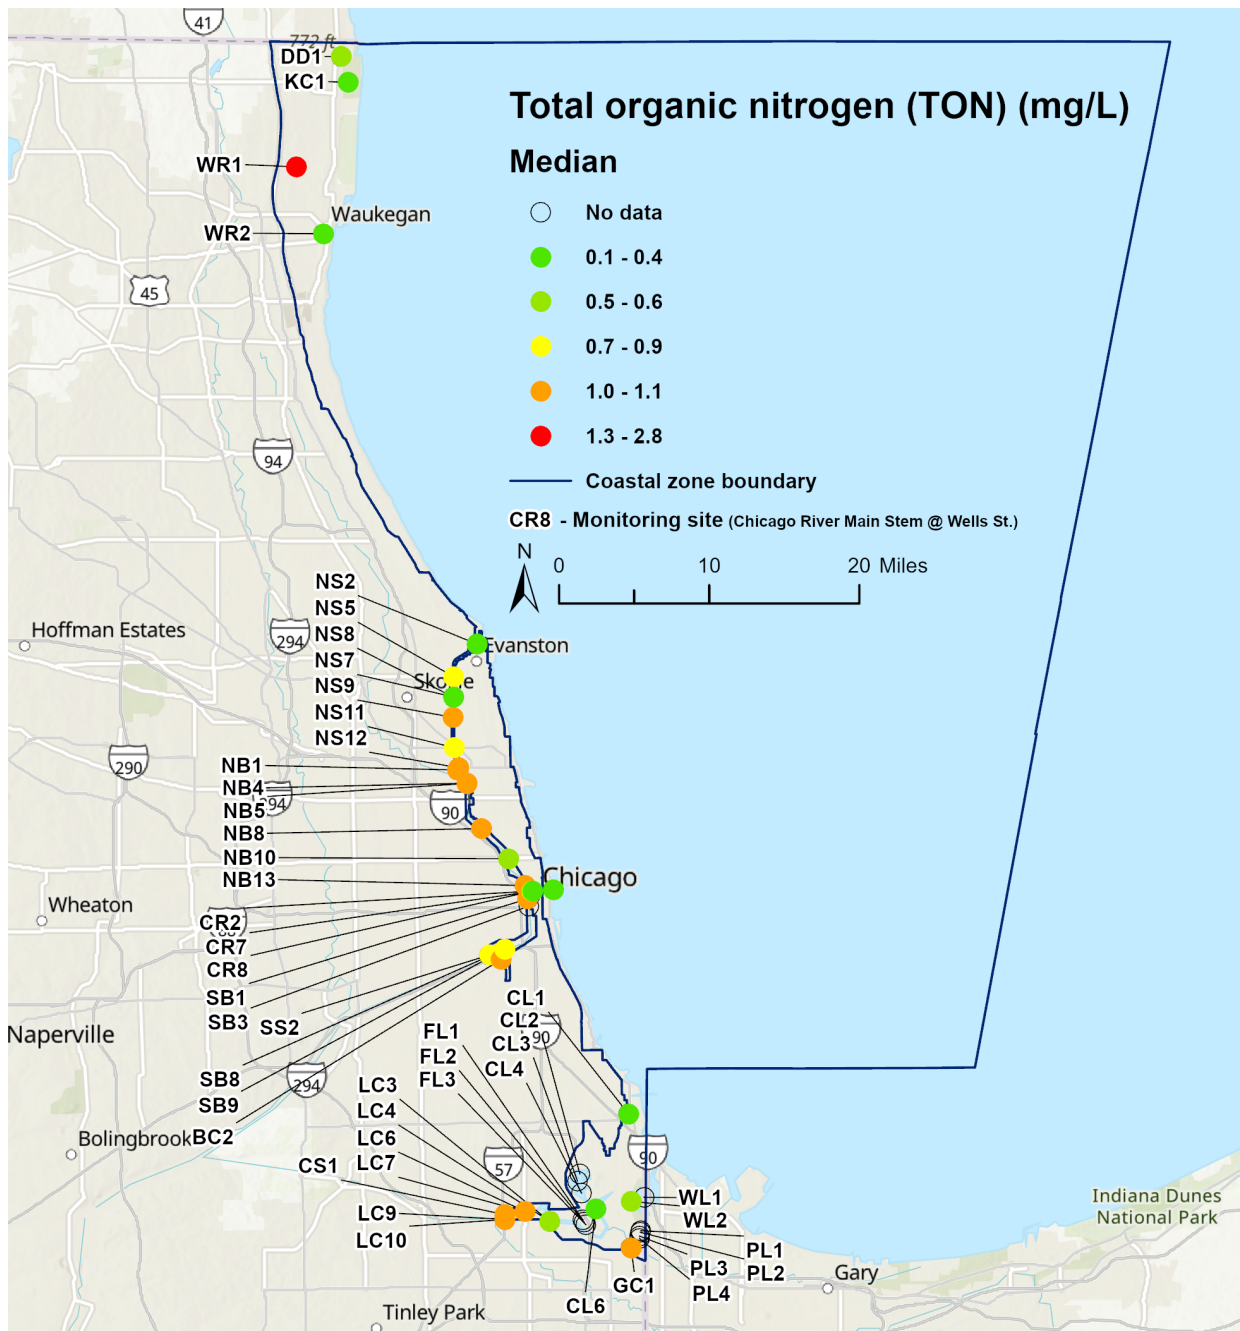 41
772 ft
DD1
KC1
Total organic nitrogen (TON) (mg/L)
Median
No data
0.1 - 0.4
0.5 - 0.6
0.7 - 0.9
1.0 - 1.1
1.3 - 2.8
Coastal zone boundary
CR8 - Monitoring site (Chicago River Main Stem @ Wells St.)
N
0 10 20 Miles
WR1
Waukegan
WR2
45
94
NS2
NS5
NS8
NS7
NS9
NS11
NS12
Hoffman Estates
294
Evanston
290
NB1
NB4
294
NB5
90
NB8
NB10
NB13
Chicago
Wheaton
CR2
CR7
CR8
SB1
SB3
SS2
Naperville
SB8
294
SB9
BC2
Bolingbrook
CL1
CL2
90
CL3
CL4
FL1
FL2
FL3
LC3
LC4
LC6
LC7
CS1
57
90
LC9
LC10
WL1
WL2
Indiana Dunes
National Park
PL1
PL2
PL3
PL4
Gary
GC1
CL6
Tinley Park